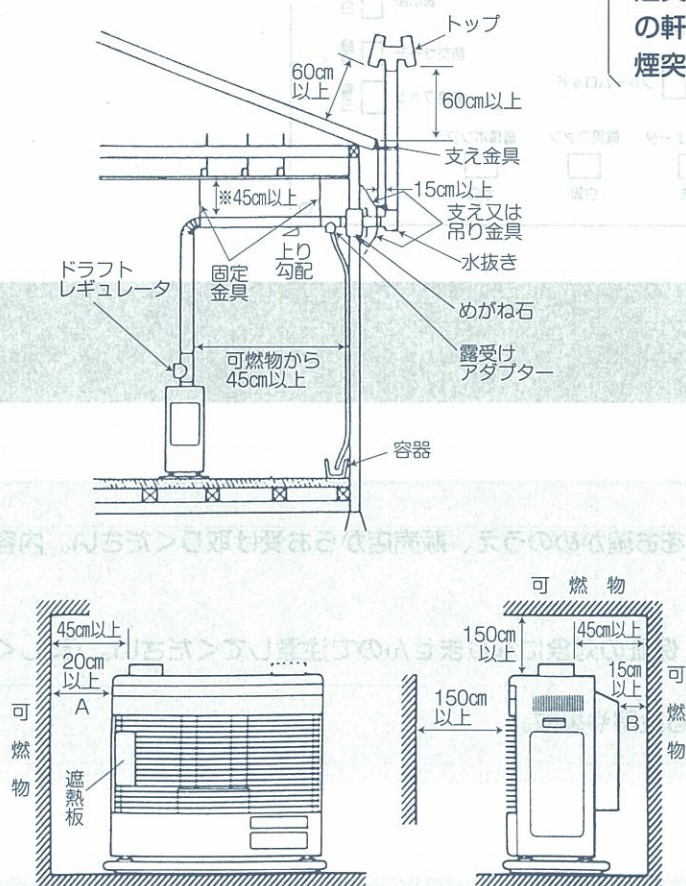 の軒
煙突
トップ
60㎝
以上
60㎝以上
支え金具
15㎝以上
※45㎝以上
支え又は
吊り金具
水抜き
上り
勾配
固定
金具
ドラフト
レギュレータ
めがね石
可燃物から
45㎝以上
露受け
アダプター
容器
可燃物
45㎝以上
20㎝
以上
A
可燃物
遮熱板
150㎝
以上
45㎝以上
15㎝
以上
B
可燃物
150㎝
以上